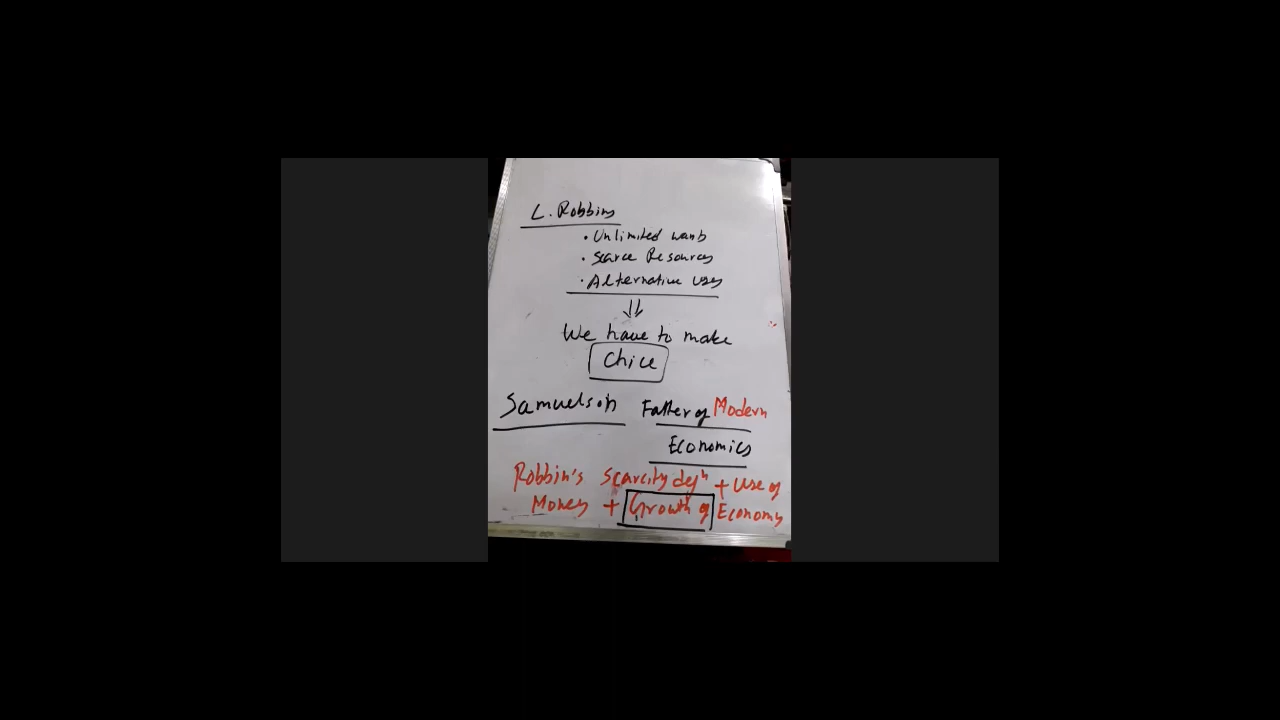 L. Robbins
• Unlimited wants
• Scarce Resources
• Alternative uses
We have to make
Chice
Samuelson Father of Modern
Economics
Robbin's Scarcity defn + use of
Money + Growth of Economy